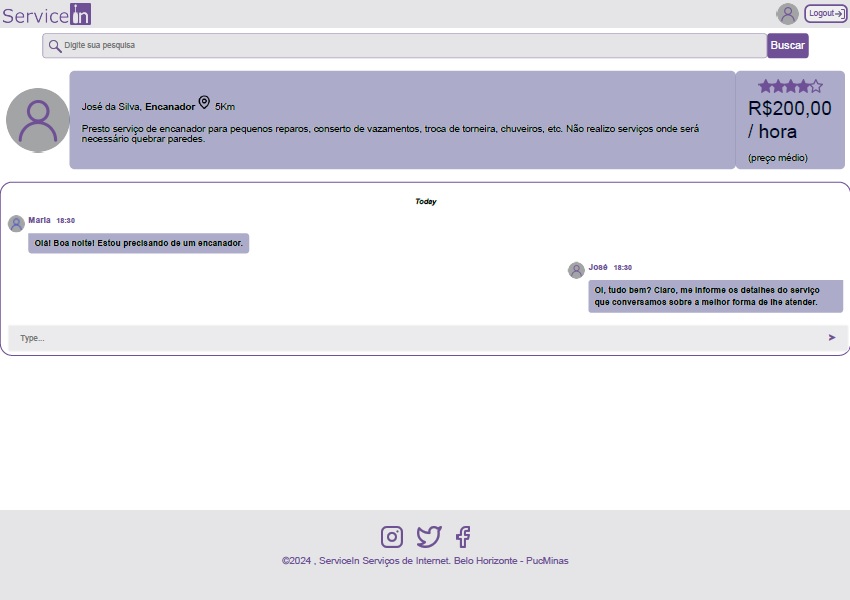 ServiceIn
Logout
Digite sua pesquisa
Buscar
José da Silva, Encanador 5Km
Presto serviço de encanador para pequenos reparos, conserto de vazamentos, troca de torneira, chuveiros, etc. Não realizo serviços onde será
necessário quebrar paredes.
R$200,00
/ hora
(preço médio)
Today
Maria 18:30
Olá! Boa noite! Estou precisando de um encanador.
José 18:30
Oi, tudo bem? Claro, me informe os detalhes do serviço
que conversamos sobre a melhor forma de lhe atender.
Type...
©2024 , ServiceIn Serviços de Internet. Belo Horizonte - PucMinas